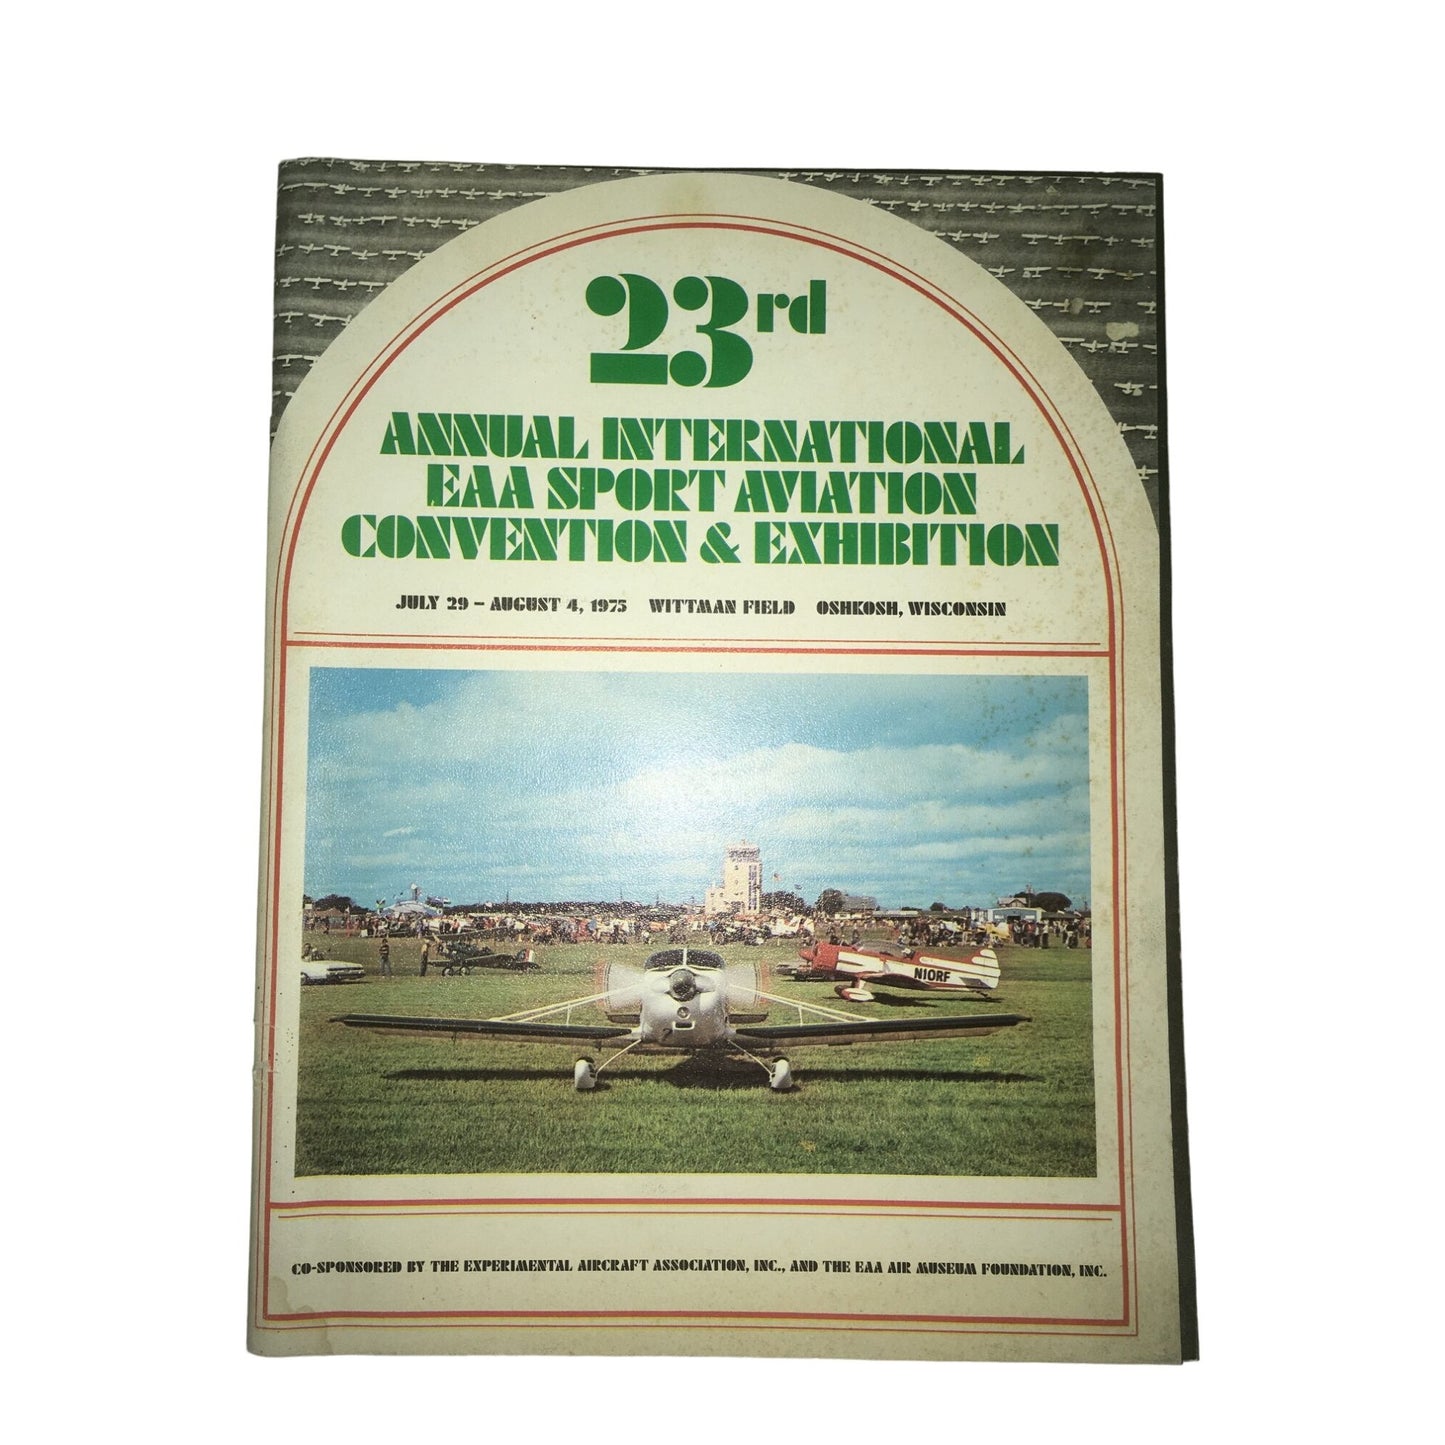 23rd
ANNUAL INTERNATIONAL
EAA SPORT AVIATION
CONVENTION & EXHIBITION
JULY 29 - AUGUST 4, 1975 WITTMAN FIELD OSHKOSH, WISCONSIN
N10RF
CO-SPONSORED BY THE EXPERIMENTAL AIRCRAFT ASSOCIATION, INC., AND THE EAA AIR MUSEUM FOUNDATION, INC.